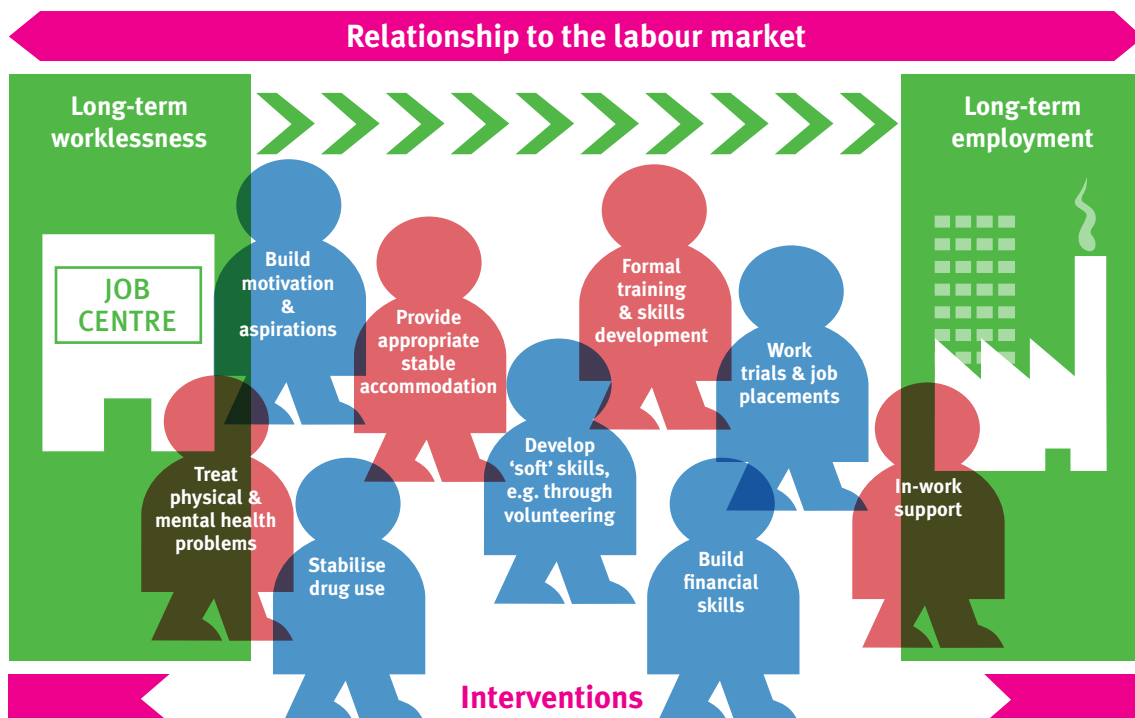 Relationship to the labour market
Long-term
worklessness
Long-term
employment
JOB
CENTRE
Build
motivation
&
aspirations
Provide
appropriate
stable
accommodation
Formal
training
& skills
development
Work
trials & job
placements
Treat
physical &
mental health
problems
Stabilise
drug use
Develop
‘soft’ skills,
e.g. through
volunteering
Build
financial
skills
In-work
support
Interventions